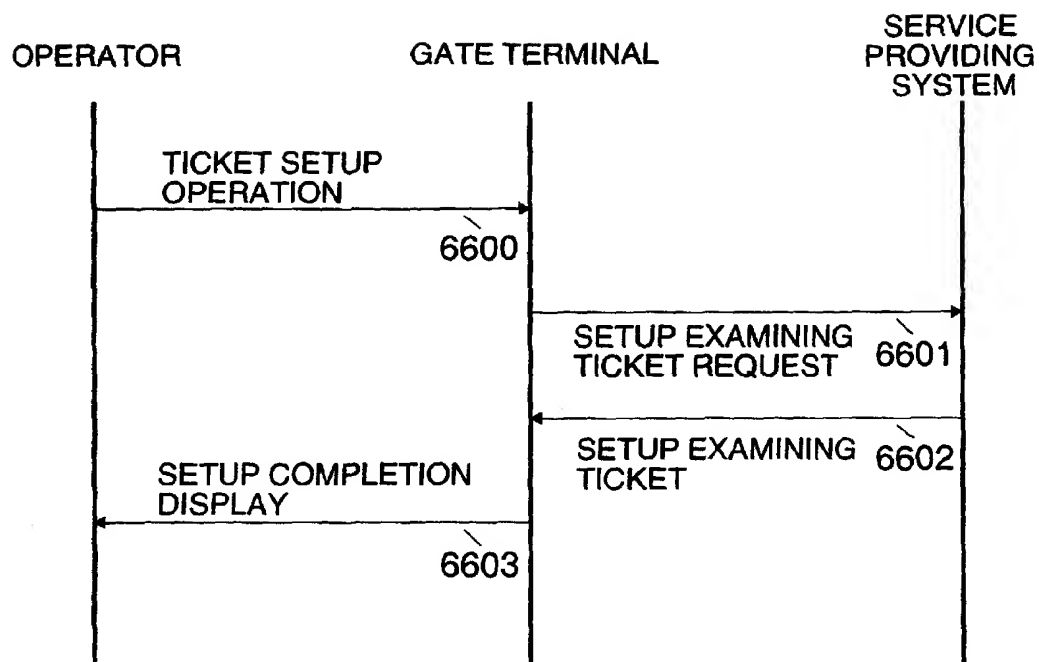 OPERATOR
GATE TERMINAL
SERVICE
PROVIDING
SYSTEM
TICKET SETUP
OPERATION
6600
SETUP EXAMINING
TICKET REQUEST
6601
SETUP EXAMINING
TICKET
6602
SETUP COMPLETION
DISPLAY
6603